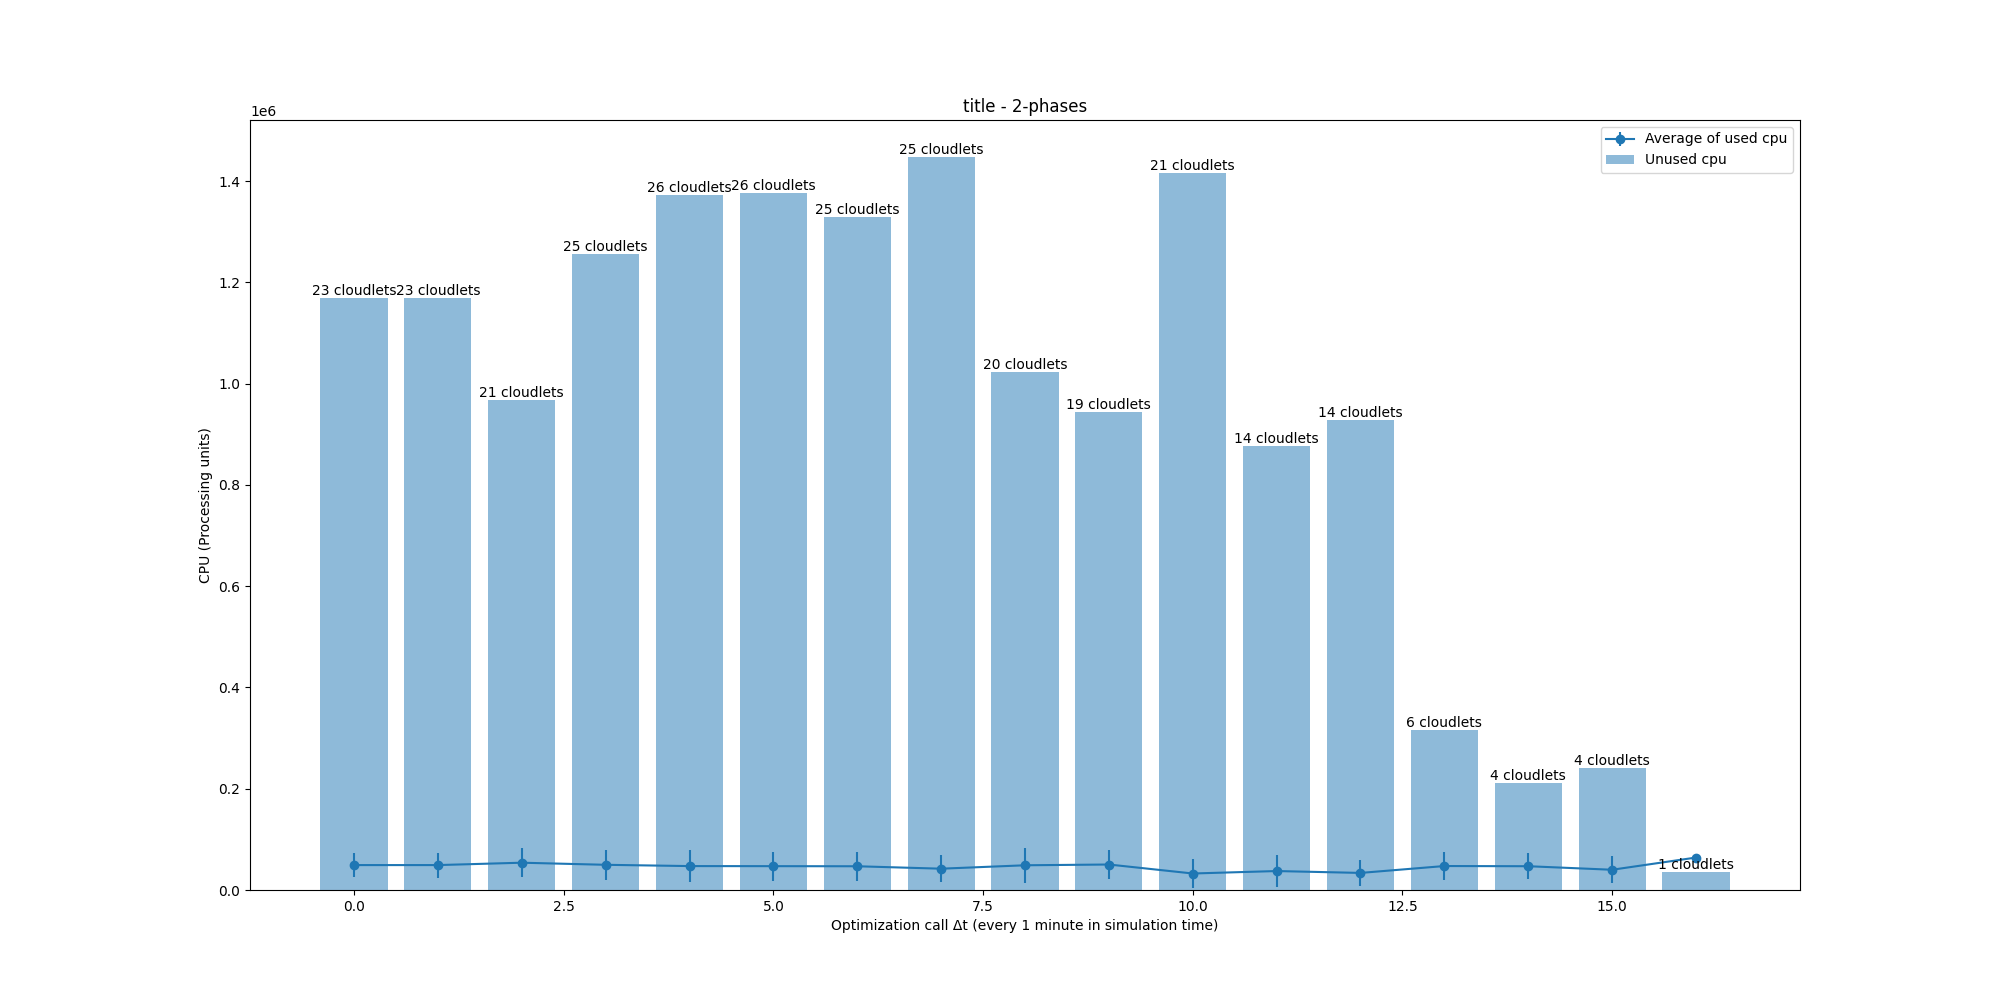 title - 2-phases
1e6
Average of used cpu
Unused cpu
1.4
1.2
1.0
0.8
0.6
0.4
0.2
0.0
CPU (Processing units)
23 cloudlets
23 cloudlets
21 cloudlets
25 cloudlets
26 cloudlets
26 cloudlets
25 cloudlets
25 cloudlets
20 cloudlets
19 cloudlets
21 cloudlets
14 cloudlets
14 cloudlets
6 cloudlets
4 cloudlets
4 cloudlets
1 cloudlets
0.0 2.5 5.0 7.5 10.0 12.5 15.0
Optimization call Δt (every 1 minute in simulation time)